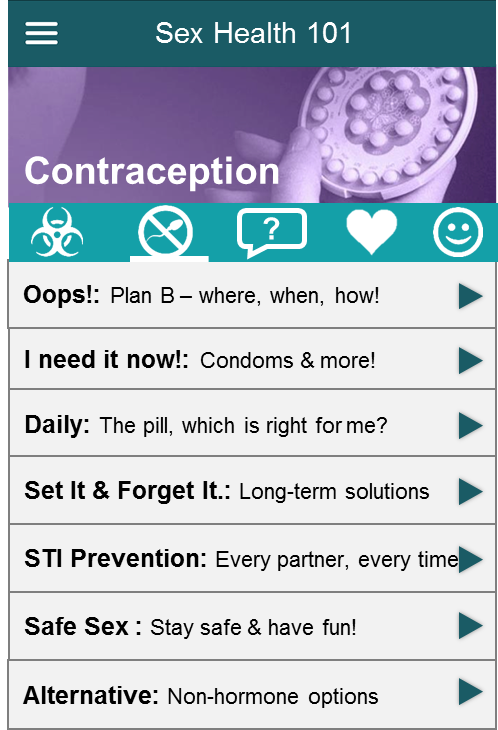 Sex Health 101
Contraception
?
Oops!: Plan B – where, when, how!
I need it now!: Condoms & more!
Daily: The pill, which is right for me?
Set It & Forget It.: Long-term solutions
STI Prevention: Every partner, every time
Safe Sex : Stay safe & have fun!
Alternative: Non-hormone options